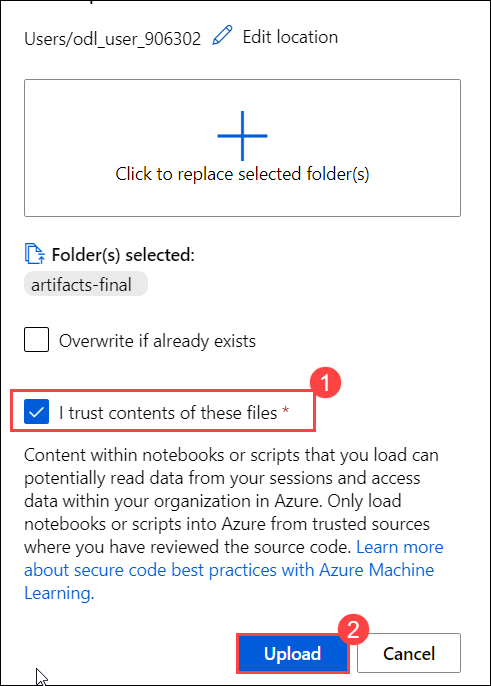 Users/odl_user_906302 Edit location
Click to replace selected folder(s)
Folder(s) selected:
artifacts-final
Overwrite if already exists
1
I trust contents of these files *
Content within notebooks or scripts that you load can
potentially read data from your sessions and access
data within your organization in Azure. Only load
notebooks or scripts into Azure from trusted sources
where you have reviewed the source code. Learn more
about secure code best practices with Azure Machine
Learning.
2
Upload Cancel